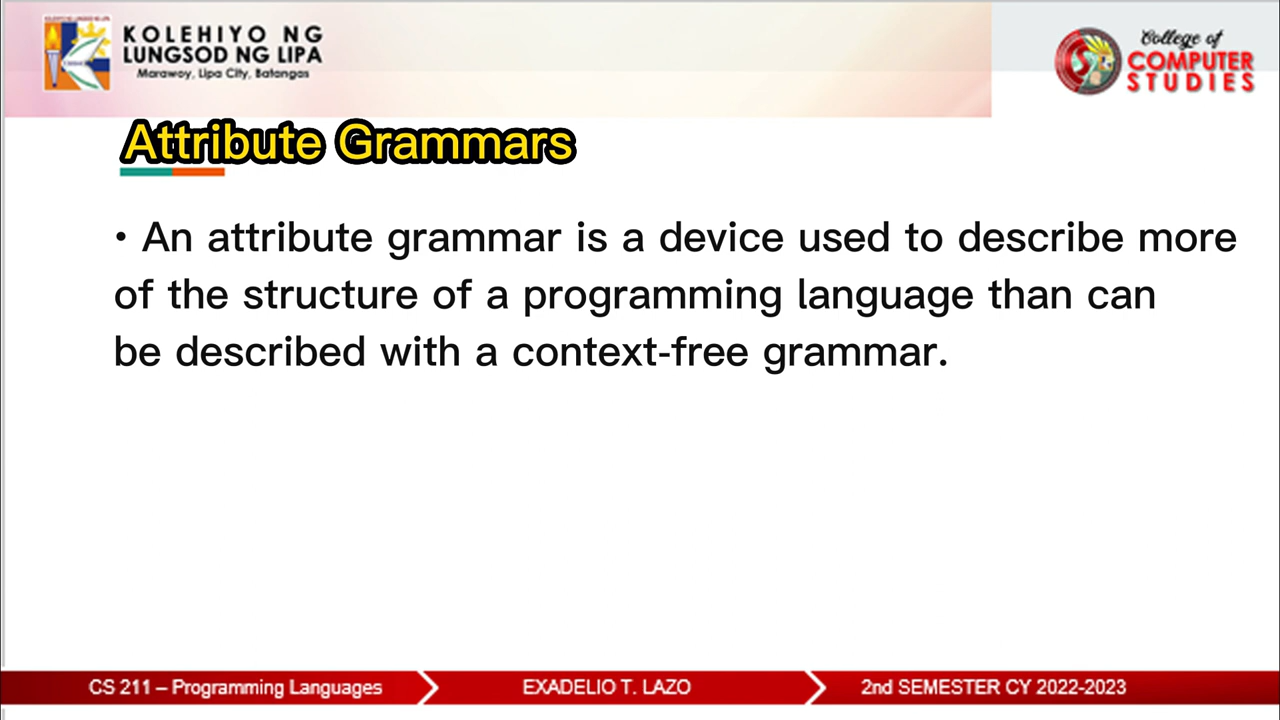 KOLEHIYO NG
LUNGSOD NG LIPA
Marawoy, Lipa City, Batangas
College of
COMPUTER
STUDIES
Attribute Grammars
• An attribute grammar is a device used to describe more
of the structure of a programming language than can
be described with a context-free grammar.
CS 211 – Programming Languages
EXADELIO T. LAZO
2nd SEMESTER CY 2022-2023